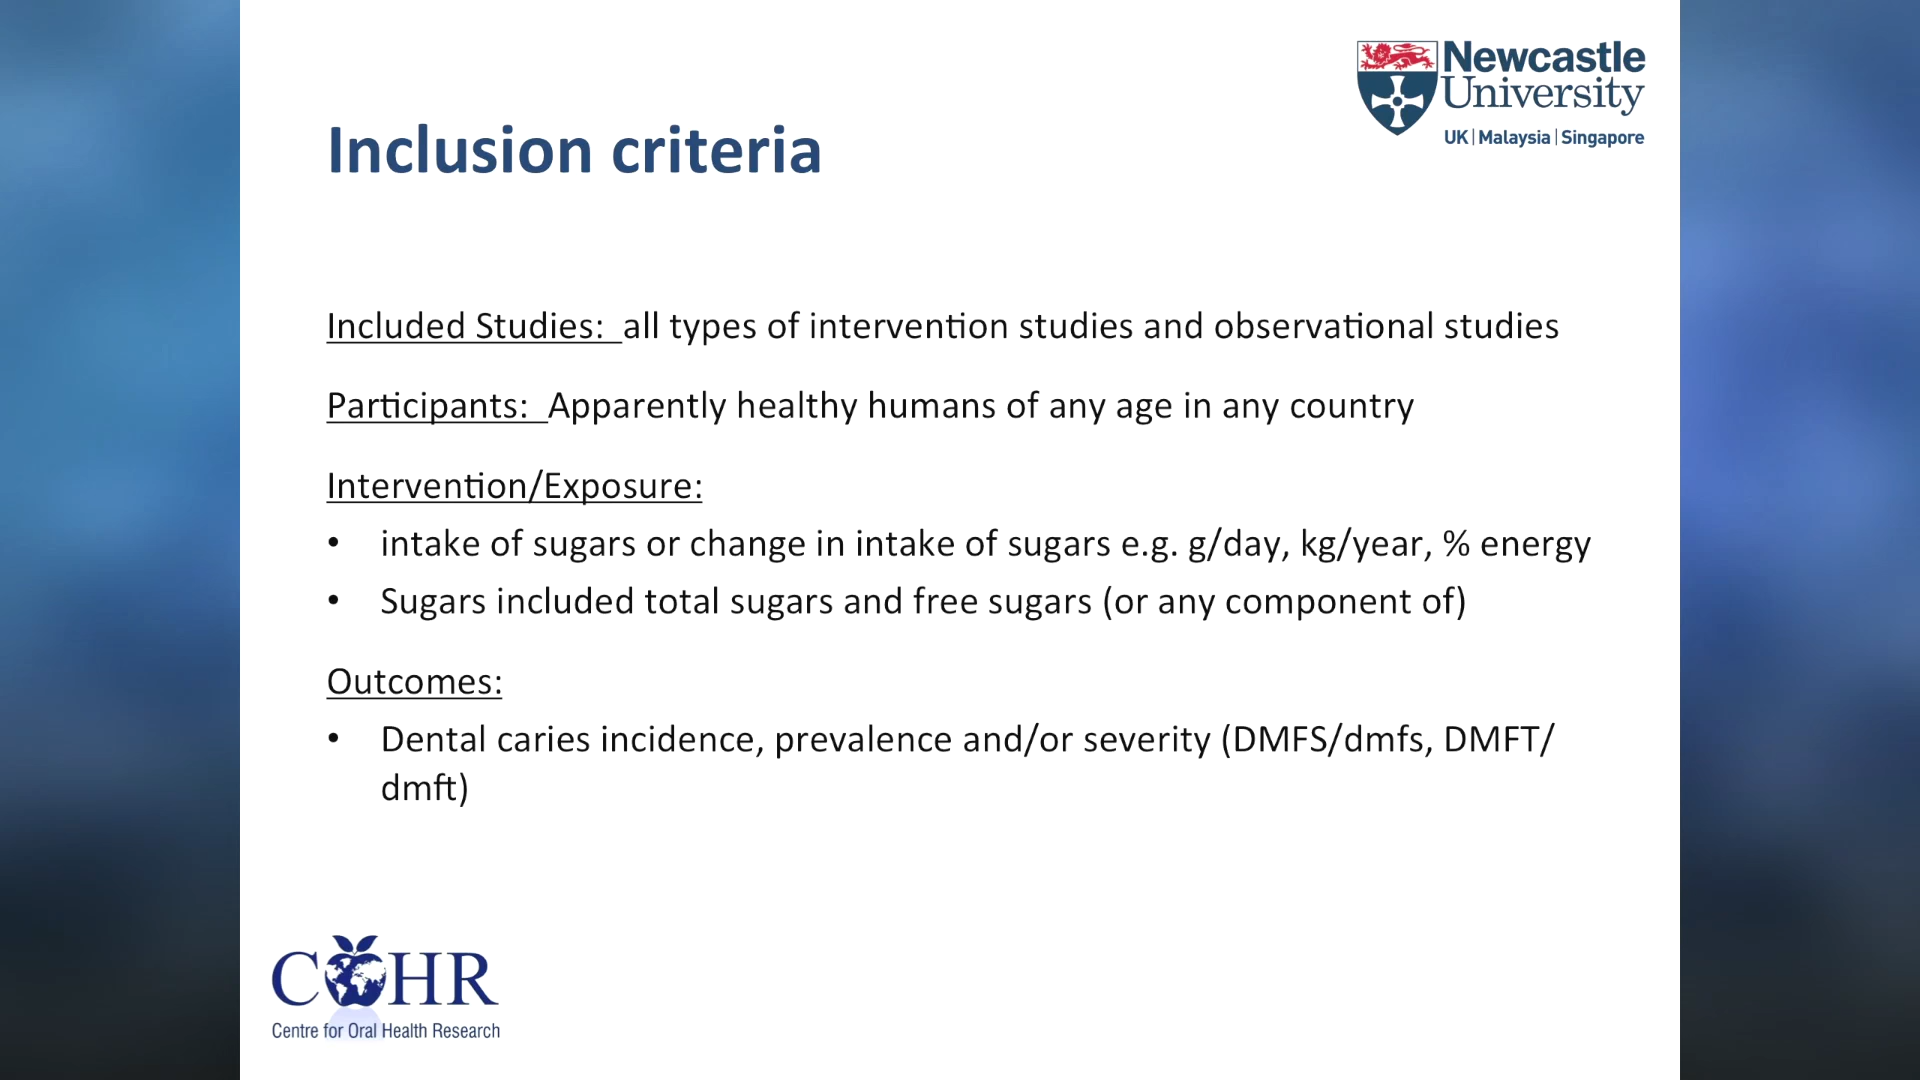 Newcastle
University
UK | Malaysia | Singapore
Inclusion criteria
Included Studies: all types of intervention studies and observational studies
Participants: Apparently healthy humans of any age in any country
Intervention/Exposure:
• intake of sugars or change in intake of sugars e.g. g/day, kg/year, % energy
• Sugars included total sugars and free sugars (or any component of)
Outcomes:
• Dental caries incidence, prevalence and/or severity (DMFS/dmfs, DMFT/
dmft)
COHR
Centre for Oral Health Research